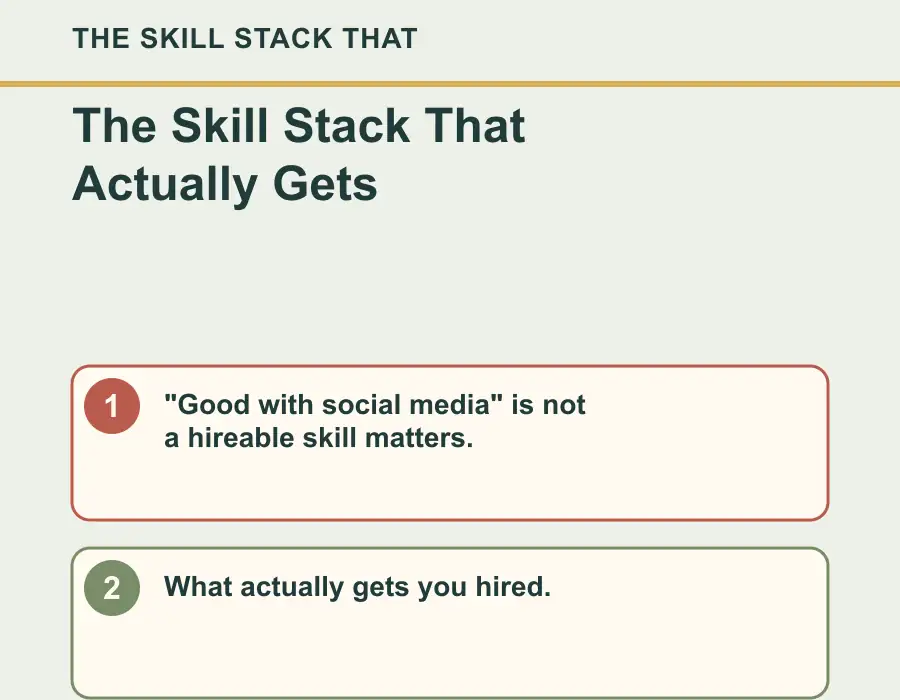 THE SKILL STACK THAT
The Skill Stack That
Actually Gets
1
"Good with social media" is not
a hireable skill matters.
2
What actually gets you hired.